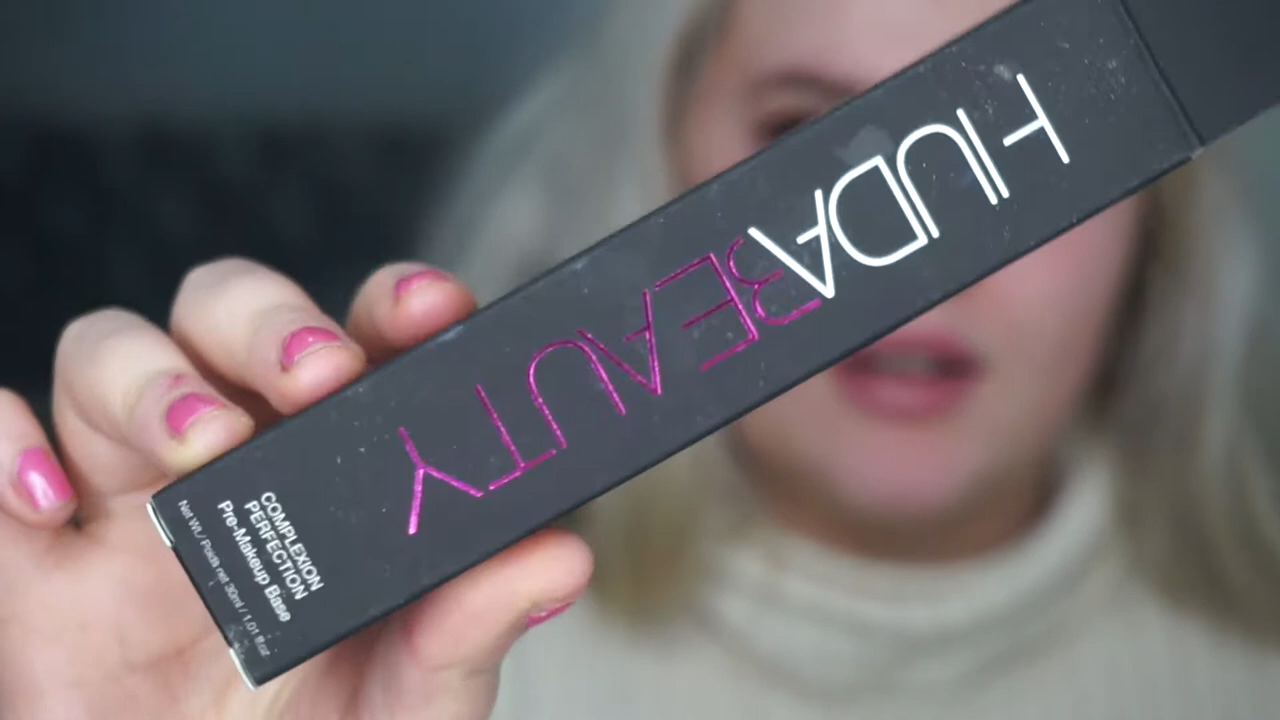 HUDABEAUTY
COMPLEXION
PERFECTION
Pre-Makeup Base
Net Wt./ Poids net 30ml / 1.01 fl.oz